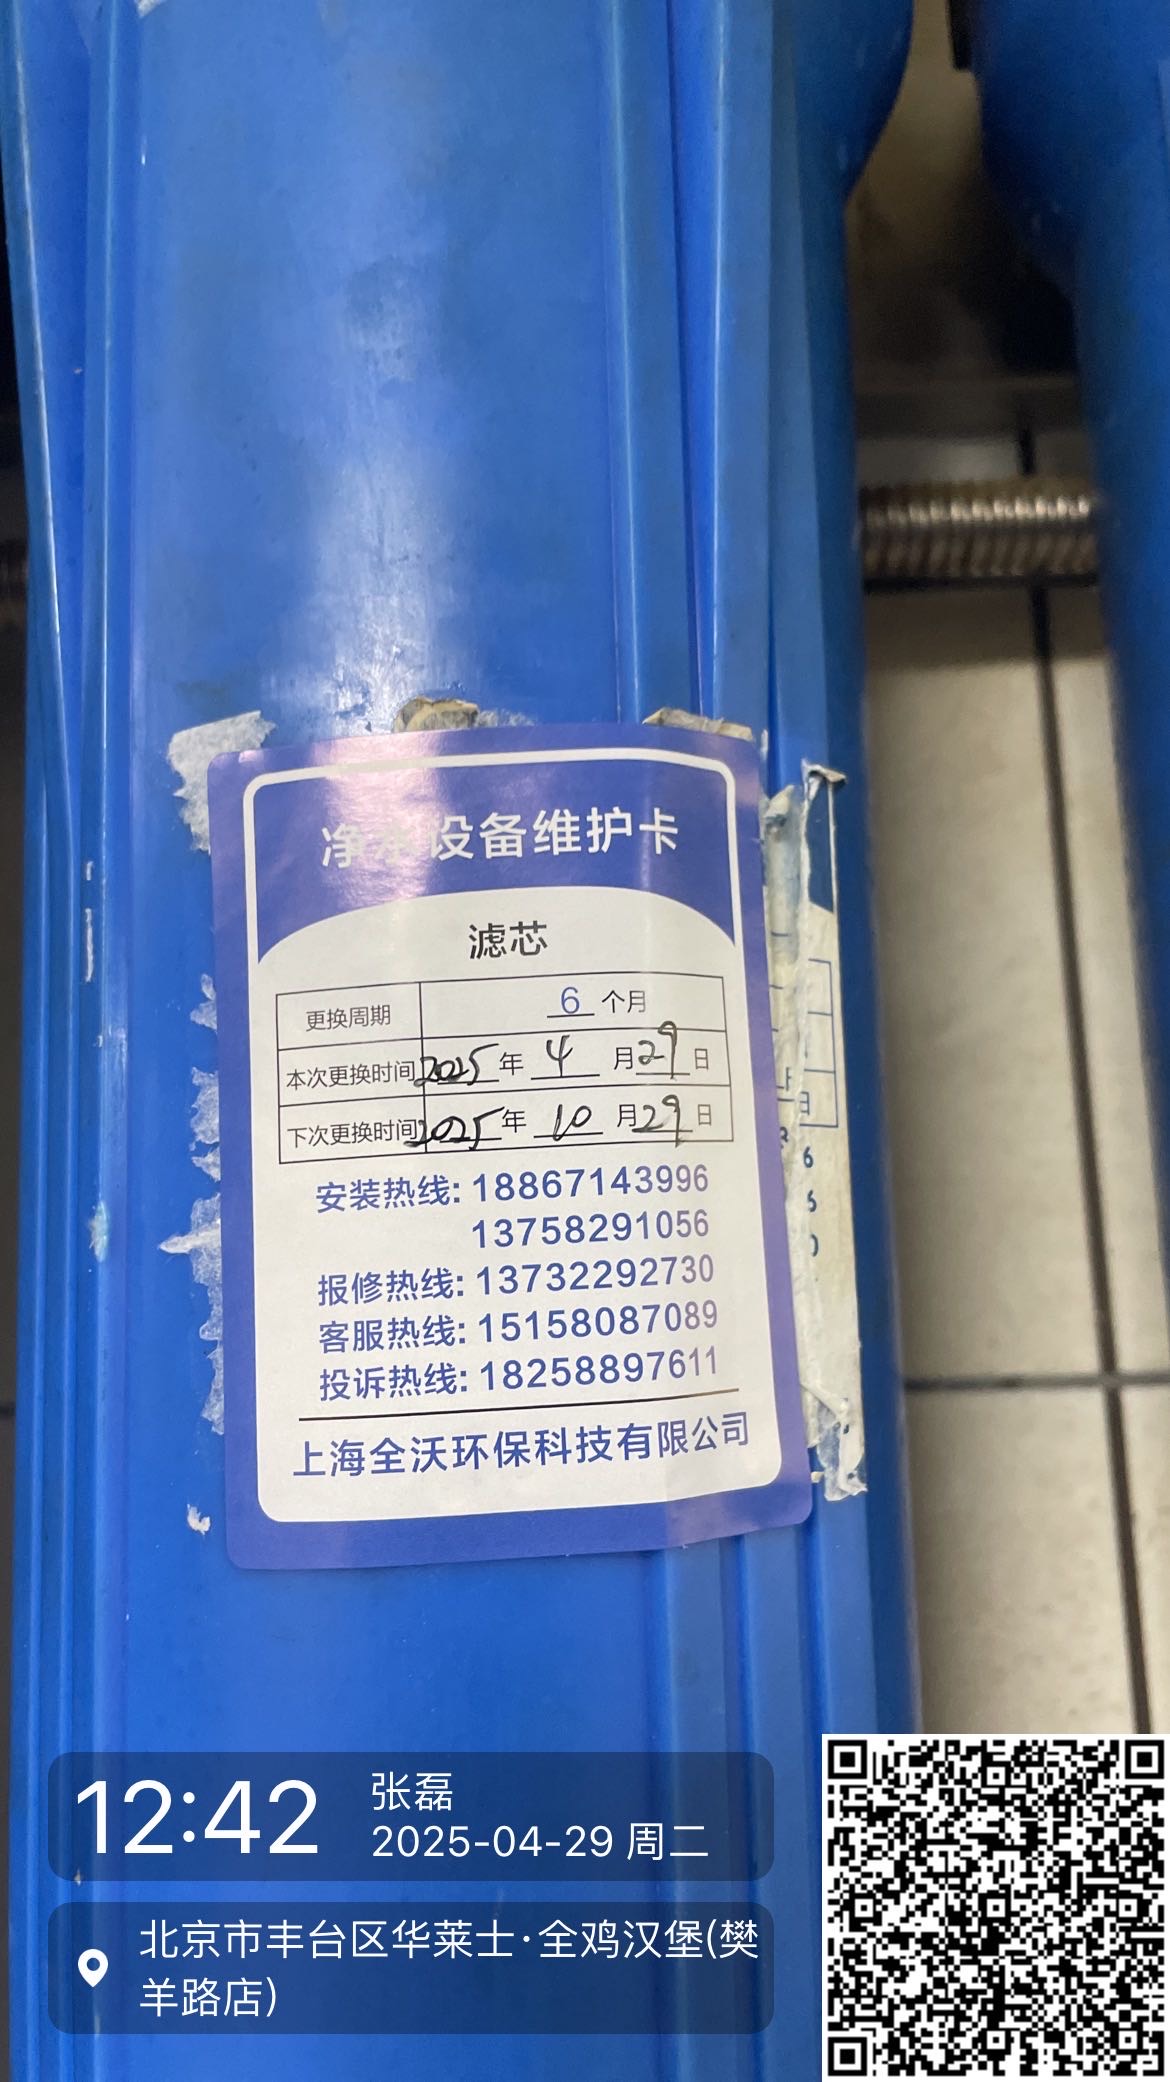 净水设备维护卡
滤芯
更换周期 6 个月
本次更换时间 2025 年 4 月 29 日
下次更换时间 2025 年 10 月 29 日
安装热线: 18867143996
13758291056
报修热线: 13732292730
客服热线: 15158087089
投诉热线: 18258897611
上海全沃环保科技有限公司
日
6
6
0
12:42
张磊
2025-04-29 周二
北京市丰台区华莱士·全鸡汉堡(樊
羊路店)